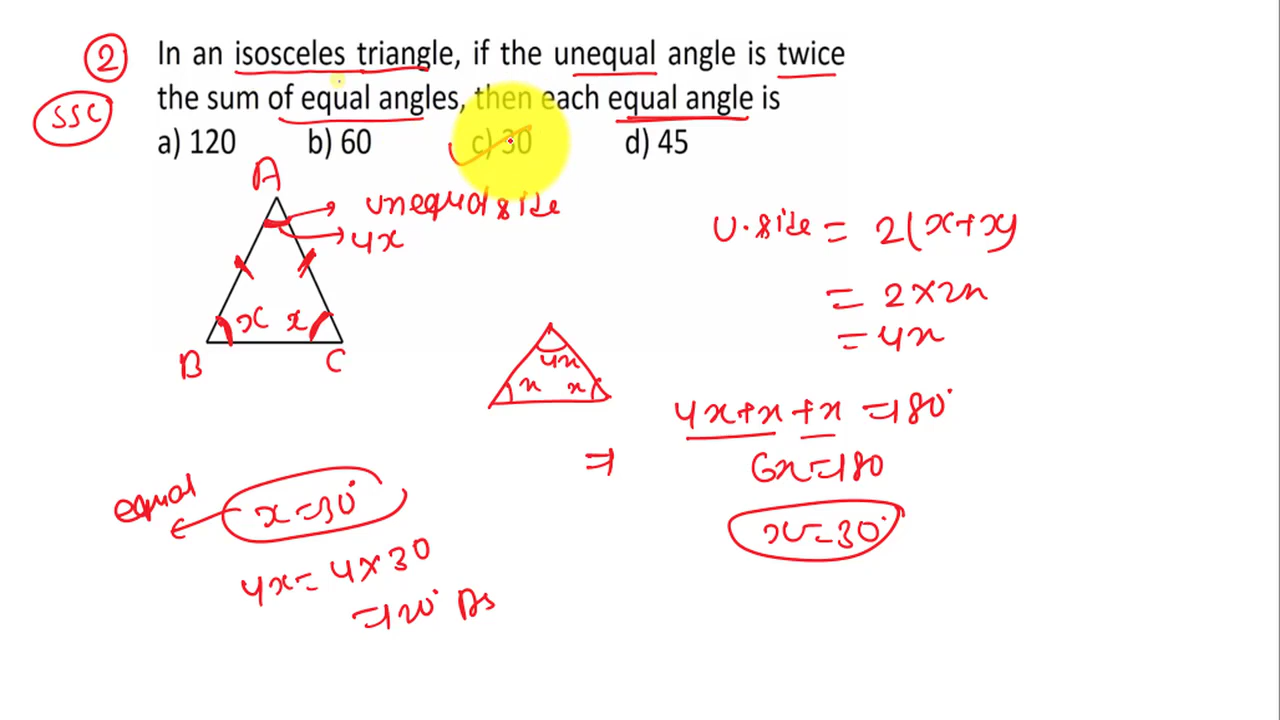 2 In an isosceles triangle, if the unequal angle is twice
SSC the sum of equal angles, then each equal angle is
a) 120 b) 60 c) 30 d) 45
A
unequal side
4x
x x
B C
U.side = 2(x+x)
= 2×2x
= 4x
4x
x x
4x+x+x=180°
⇒ 6x=180
x=30°
equal x=30°
4x=4×30
=120° As